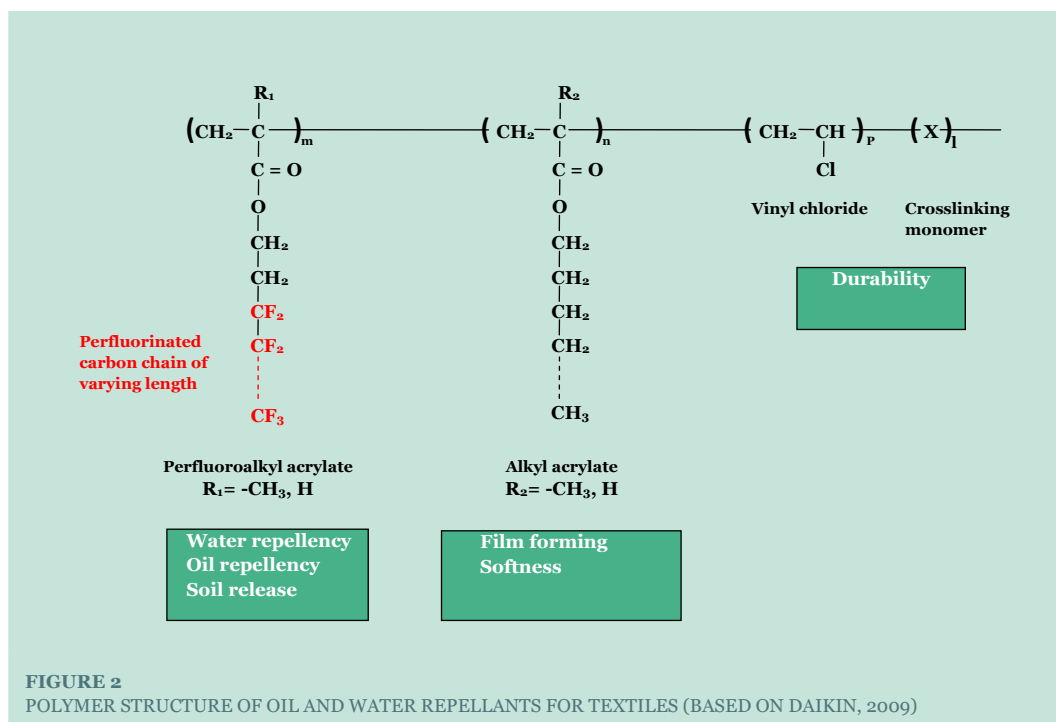 R₁
R₂
(CH₂—C—)ₘ
(CH₂—C—)ₙ
(CH₂—CH)ₚ
(X)ₗ
C = O
C = O
Cl
O
O
Vinyl chloride
Crosslinking
monomer
CH₂
CH₂
CH₂
CH₂
Durability
CF₂
CH₂
Perfluorinated
carbon chain of
varying length
CF₂
CH₂
CF₃
CH₃
Perfluoroalkyl acrylate
R₁= -CH₃, H
Alkyl acrylate
R₂= -CH₃, H
Water repellency
Oil repellency
Soil release
Film forming
Softness
FIGURE 2
POLYMER STRUCTURE OF OIL AND WATER REPELLANTS FOR TEXTILES (BASED ON DAIKIN, 2009)